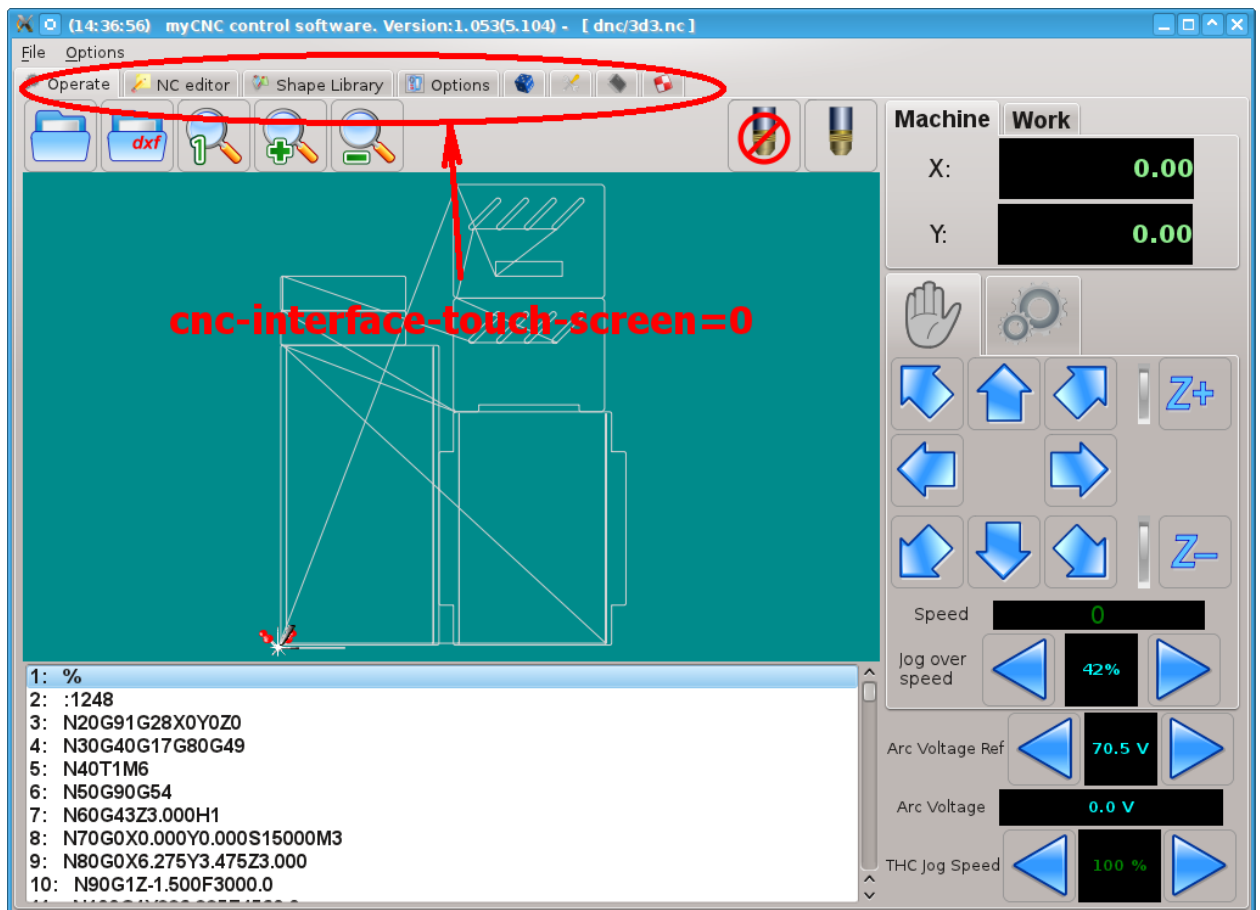 (14:36:56) myCNC control software. Version:1.053(5.104) - [ dnc/3d3.nc ]
File Options
Operate NC editor Shape Library Options
dxf
1
Machine Work
X: 0.00
Y: 0.00
cnc-interface-touch-screen=0
Z+
Z−
Speed 0
Jog over
speed
42%
Arc Voltage Ref 70.5 V
Arc Voltage 0.0 V
THC Jog Speed 100 %
1: %
2: :1248
3: N20G91G28X0Y0Z0
4: N30G40G17G80G49
5: N40T1M6
6: N50G90G54
7: N60G43Z3.000H1
8: N70G0X0.000Y0.000S15000M3
9: N80G0X6.275Y3.475Z3.000
10: N90G1Z-1.500F3000.0